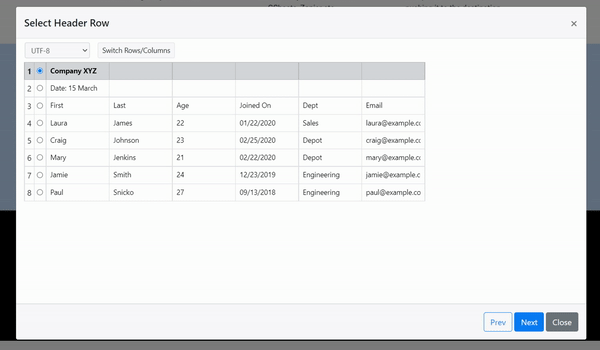 Select Header Row
×
UTF-8 Switch Rows/Columns
1 Company XYZ
2 Date: 15 March
3 First Last Age Joined On Dept Email
4 Laura James 22 01/22/2020 Sales laura@example.cc
5 Craig Johnson 23 02/25/2020 Depot craig@example.cc
6 Mary Jenkins 21 02/22/2020 Depot mary@example.cc
7 Jamie Smith 24 12/23/2019 Engineering jamie@example.c
8 Paul Snicko 27 09/13/2018 Engineering paul@example.co
Prev Next Close